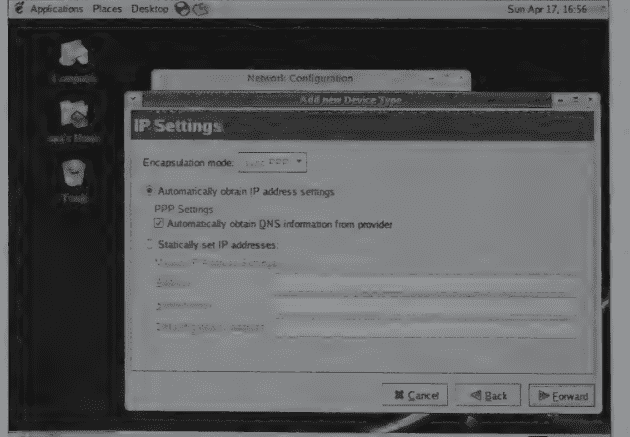 Applications Places Desktop
Sun Apr 17, 16:56
Network Configuration
Add new Device Type
IP Settings
Encapsulation mode: sync PPP
Automatically obtain IP address settings
PPP Settings
Automatically obtain DNS information from provider
Statically set IP addresses:
Cancel
Back
Forward